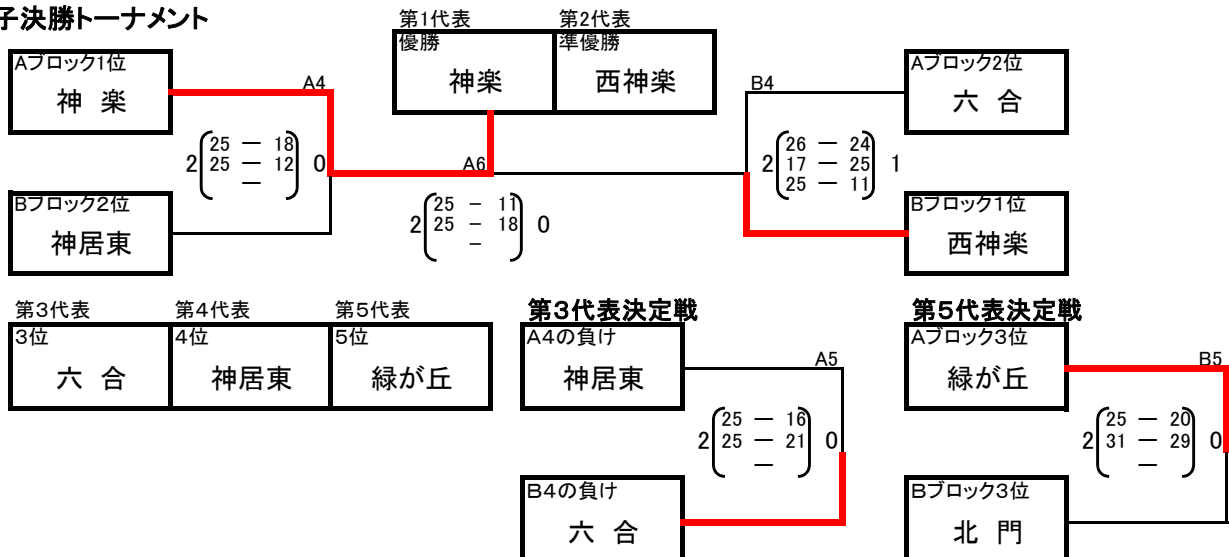 子決勝トーナメント
第1代表 第2代表
優勝 準優勝
神楽 西神楽
Aブロック1位
神 楽
A4
2 25 － 18 0
25 － 12
－
Bブロック２位
神居東
A6
2 25 - 11 0
25 - 18
-
B4
2 26 － 24 1
17 － 25
25 － 11
Aブロック2位
六 合
Bブロック1位
西神楽
第3代表 第4代表 第5代表
3位 4位 5位
六 合 神居東 緑が丘
第3代表決定戦
A4の負け
神居東
A5
2 25 － 16 0
25 － 21
－
B4の負け
六 合
第5代表決定戦
Aブロック3位
緑が丘
B5
2 25 － 20 0
31 － 29
－
Bブロック3位
北 門